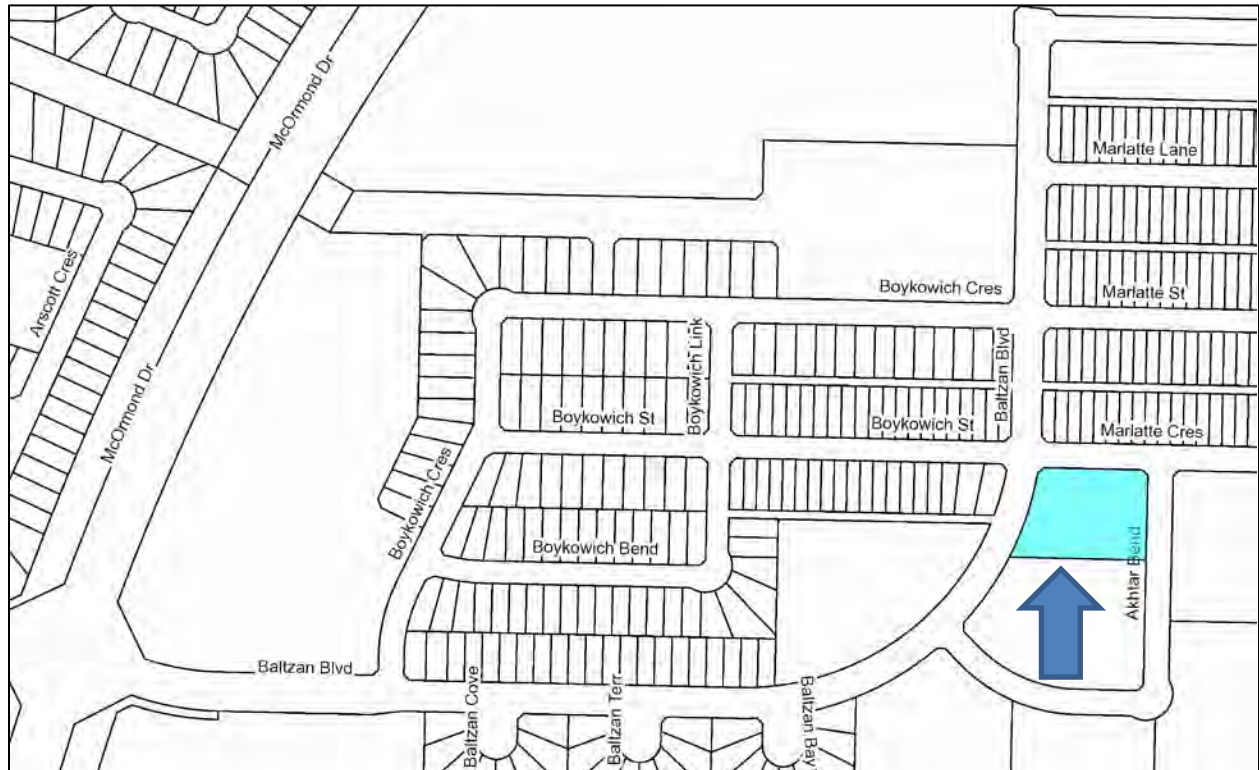 McOrmond Dr
Marlatte Lane
Arscott Cres
Boykowich Cres
Marlatte St
Boykowich Link
Baltzan Blvd
Boykowich St
Boykowich St
Marlatte Cres
McOrmond Dr
Boykowich Cres
Boykowich Bend
Akhtar Bend
Baltzan Blvd
Baltzan Cove
Baltzan Terr
Baltzan Bay